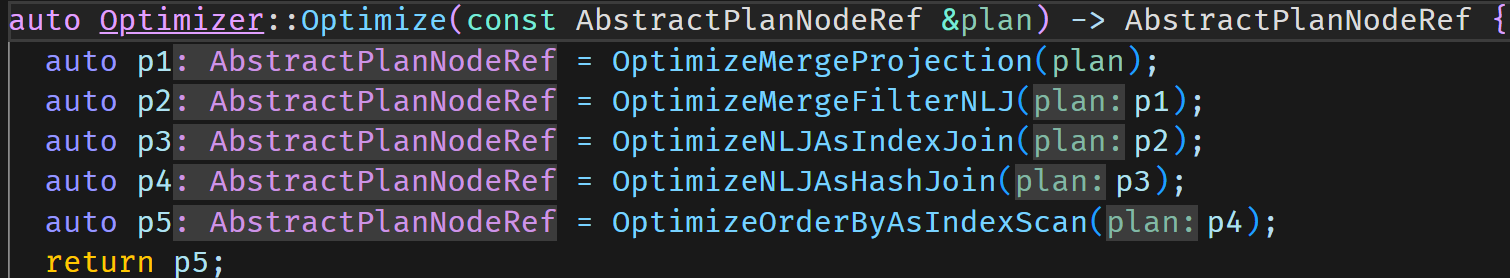 auto Optimizer::Optimize(const AbstractPlanNodeRef &plan) -> AbstractPlanNodeRef {
auto p1: AbstractPlanNodeRef = OptimizeMergeProjection(plan);
auto p2: AbstractPlanNodeRef = OptimizeMergeFilterNLJ(plan: p1);
auto p3: AbstractPlanNodeRef = OptimizeNLJAsIndexJoin(plan: p2);
auto p4: AbstractPlanNodeRef = OptimizeNLJAsHashJoin(plan: p3);
auto p5: AbstractPlanNodeRef = OptimizeOrderByAsIndexScan(plan: p4);
return p5;